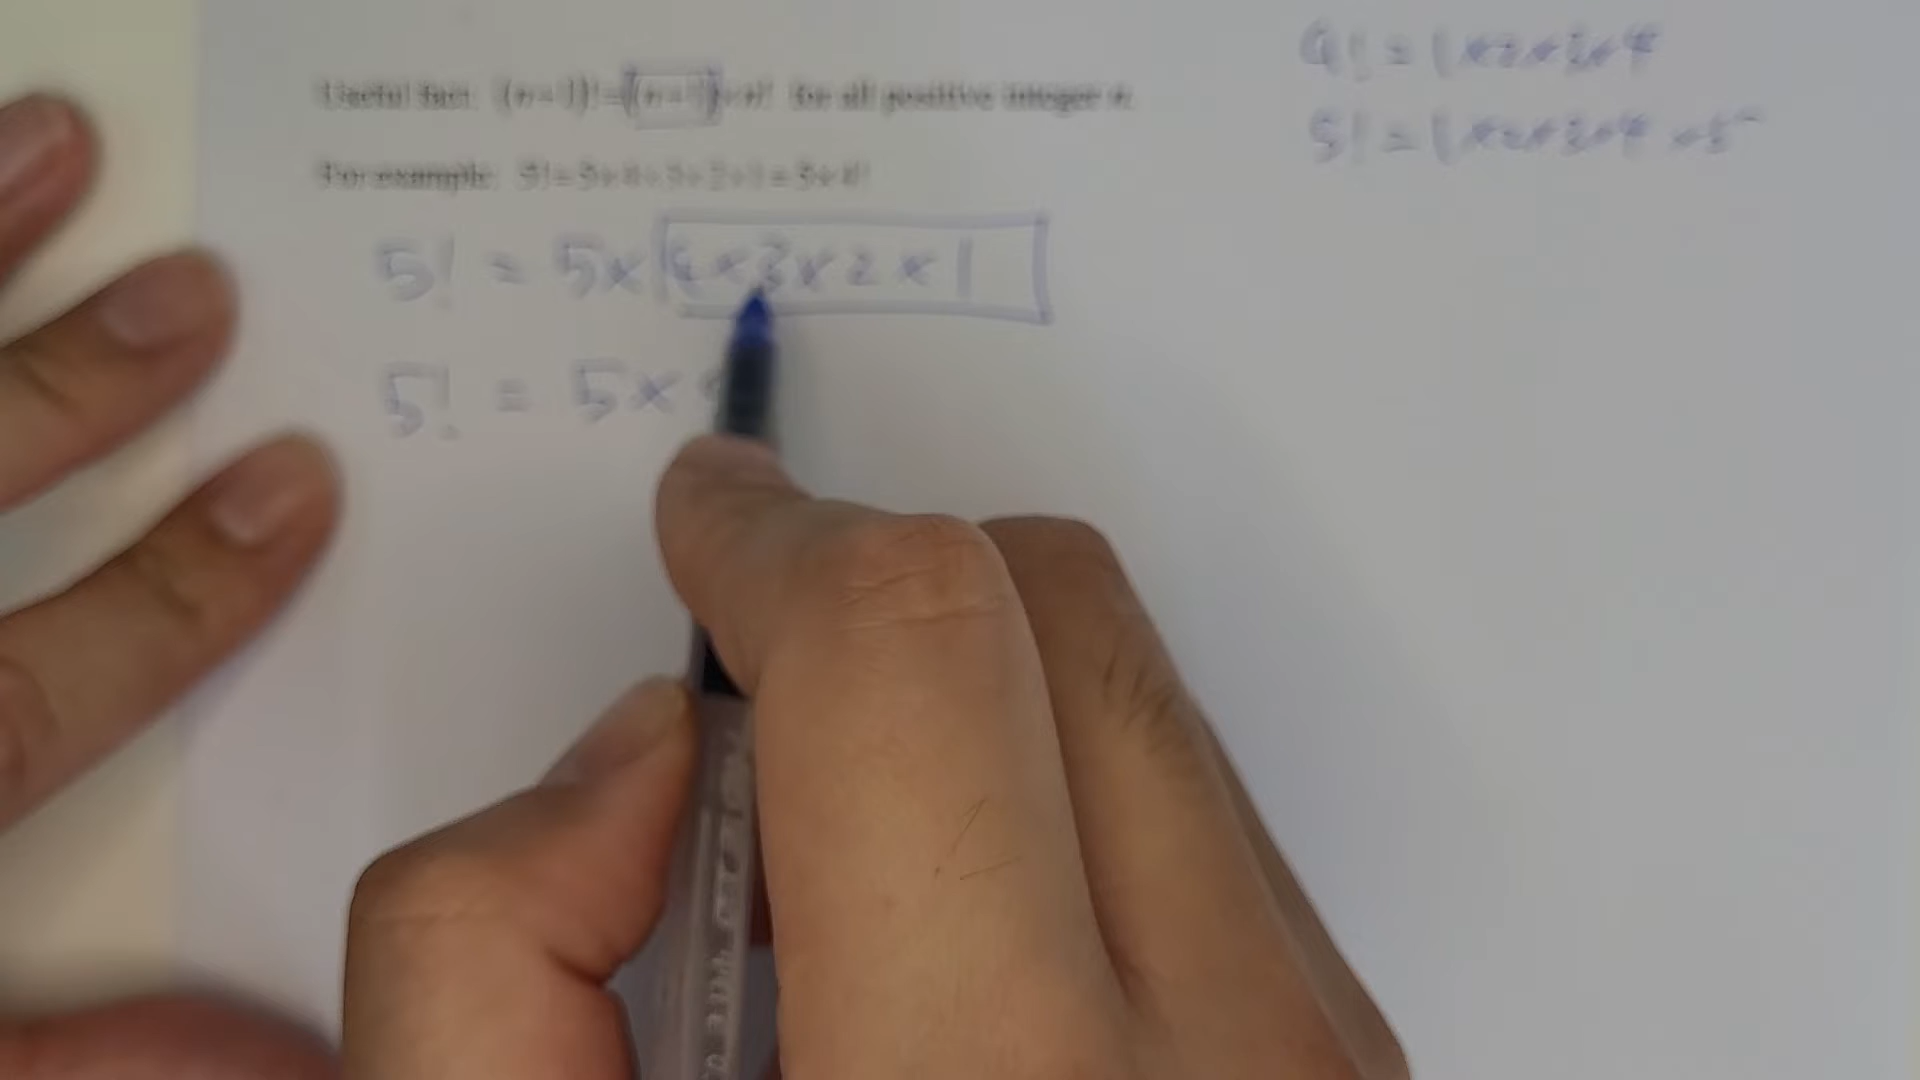 Useful fact: (n+1)! = (n+1) × n! for all positive integer n.
For example: 5! = 5×4×3×2×1 = 5×4!
5! = 5×4×3×2×1
5! = 5×
4! = 1×2×3×4
5! = 1×2×3×4×5